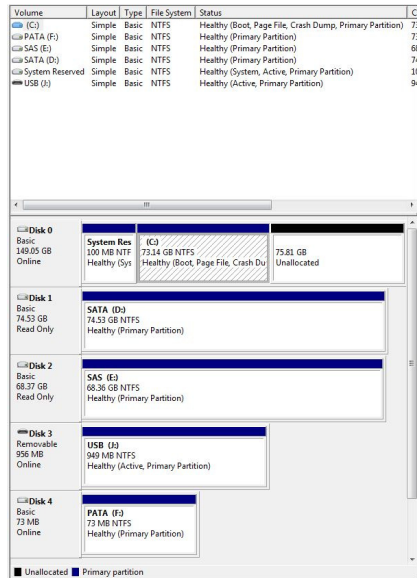 Volume Layout Type File System Status C
(C:) Simple Basic NTFS Healthy (Boot, Page File, Crash Dump, Primary Partition) 73
PATA (F:) Simple Basic NTFS Healthy (Primary Partition) 73
SAS (E:) Simple Basic NTFS Healthy (Primary Partition) 68
SATA (D:) Simple Basic NTFS Healthy (Primary Partition) 74
System Reserved Simple Basic NTFS Healthy (System, Active, Primary Partition) 10
USB (J:) Simple Basic NTFS Healthy (Active, Primary Partition) 94
Disk 0
Basic
149.05 GB
Online
System Res
100 MB NTF
Healthy (Sys
(C:)
73.14 GB NTFS
Healthy (Boot, Page File, Crash Du
75.81 GB
Unallocated
Disk 1
Basic
74.53 GB
Read Only
SATA (D:)
74.53 GB NTFS
Healthy (Primary Partition)
Disk 2
Basic
68.37 GB
Read Only
SAS (E:)
68.36 GB NTFS
Healthy (Primary Partition)
Disk 3
Removable
956 MB
Online
USB (J:)
949 MB NTFS
Healthy (Active, Primary Partition)
Disk 4
Basic
73 MB
Online
PATA (F:)
73 MB NTFS
Healthy (Primary Partition)
Unallocated Primary partition